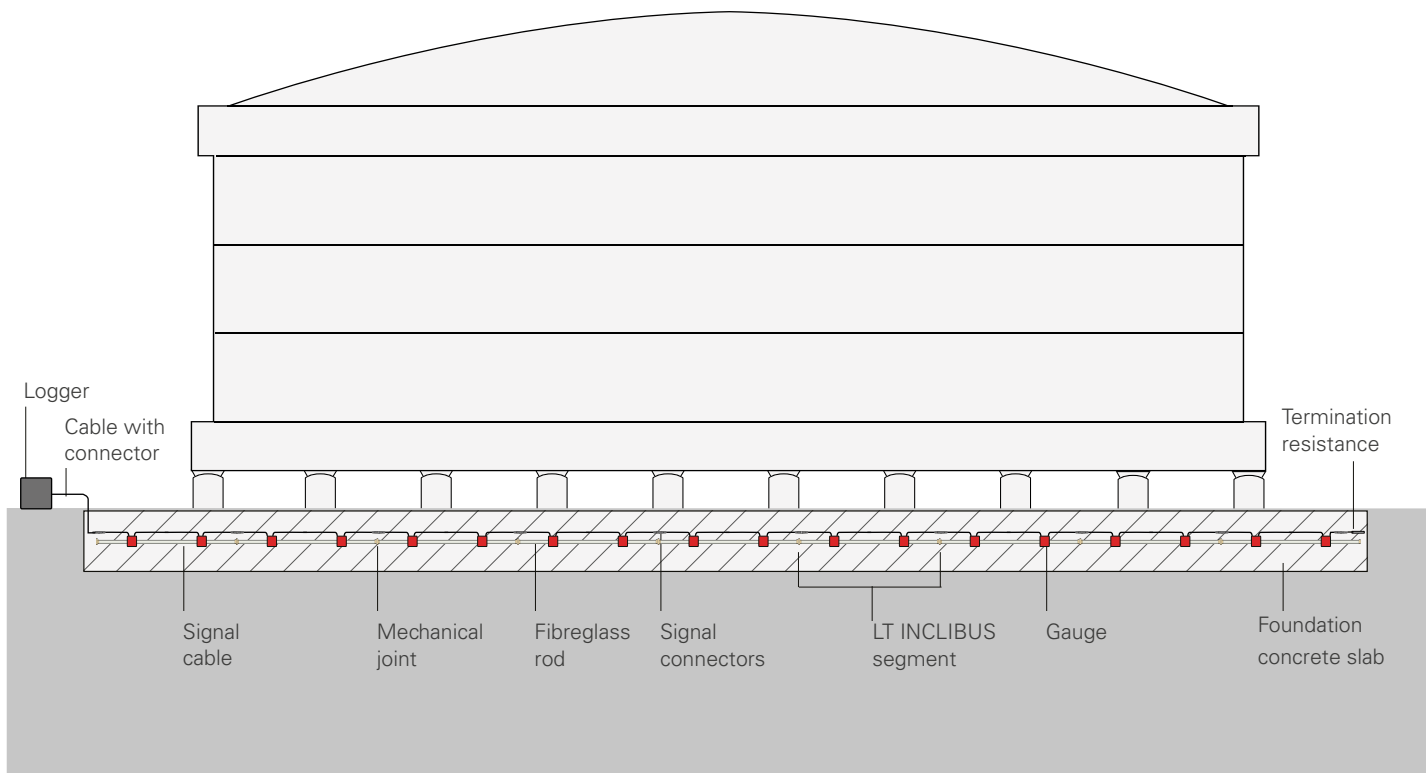 Logger
Cable with
connector
Termination
resistance
Signal
cable
Mechanical
joint
Fibreglass
rod
Signal
connectors
LT INCLIBUS
segment
Gauge
Foundation
concrete slab